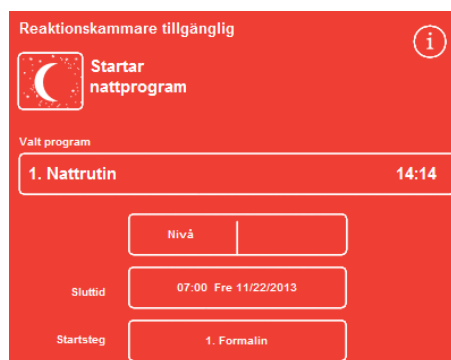 Reaktionskammare tillgänglig
i
Startar
nattprogram
Valt program
1. Nattrutin 14:14
Nivå
Sluttid 07:00 Fre 11/22/2013
Startsteg 1. Formalin